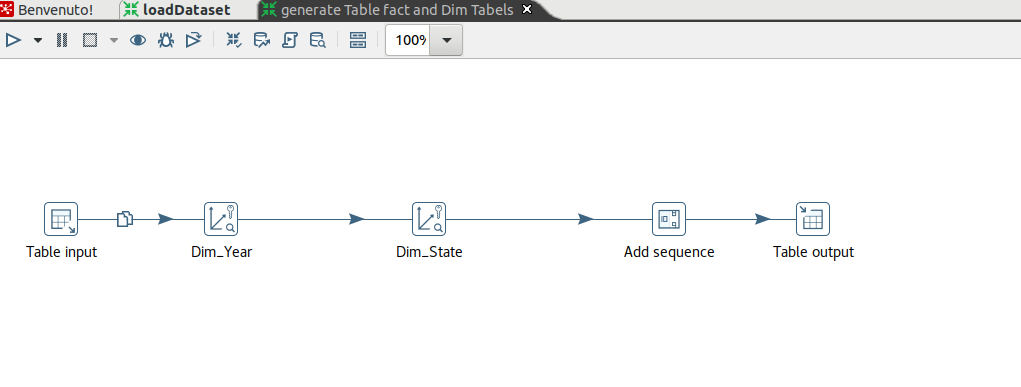 Benvenuto! loadDataset generate Table fact and Dim Tabels
100%
Table input Dim_Year Dim_State Add sequence Table output